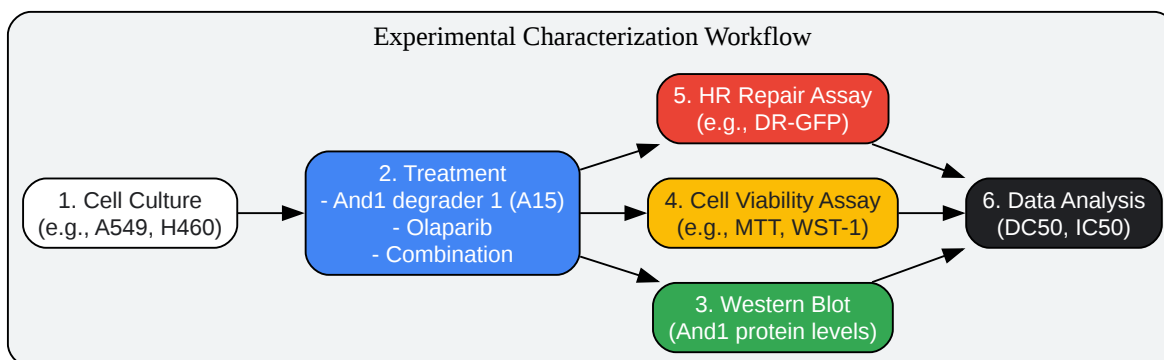 Experimental Characterization Workflow
1. Cell Culture
(e.g., A549, H460)
2. Treatment
- And1 degrader 1 (A15)
- Olaparib
- Combination
5. HR Repair Assay
(e.g., DR-GFP)
4. Cell Viability Assay
(e.g., MTT, WST-1)
3. Western Blot
(And1 protein levels)
6. Data Analysis
(DC50, IC50)